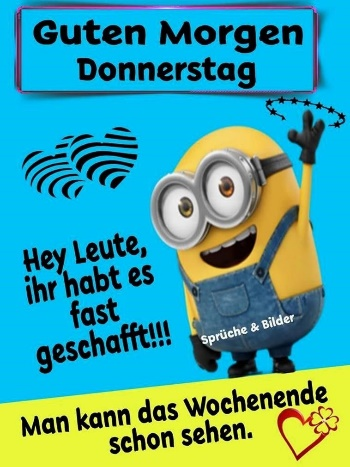 Guten Morgen
Donnerstag
Hey Leute,
ihr habt es
fast
geschafft!!!
Sprüche & Bilder
Man kann das Wochenende
schon sehen.